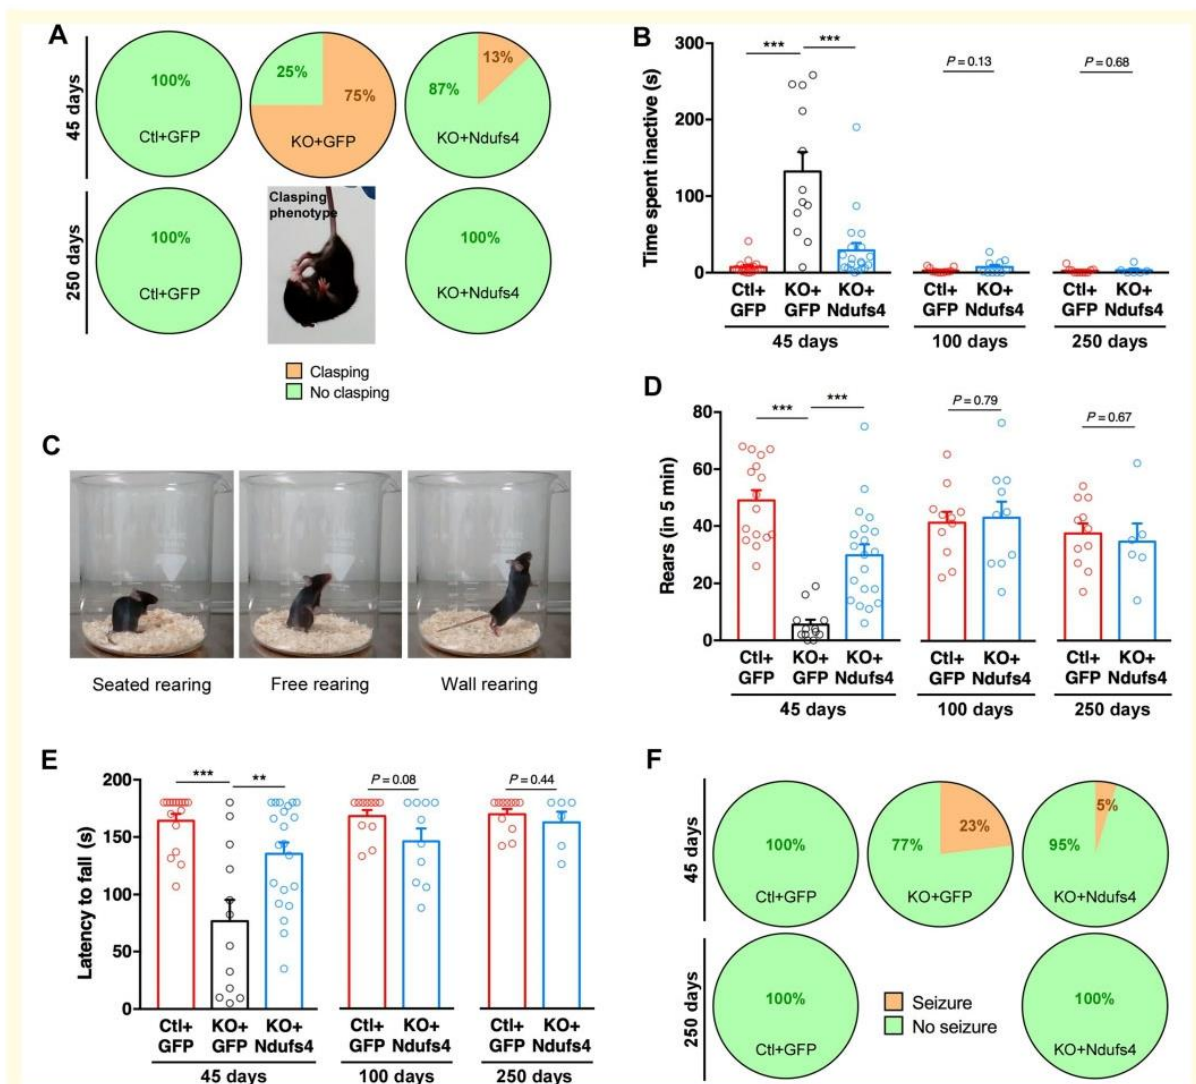 A
45 days
100%
Ctl+GFP
25%
75%
KO+GFP
13%
87%
KO+Ndufs4
250 days
100%
Ctl+GFP
Clasping
phenotype
100%
KO+Ndufs4
Clasping
No clasping
B
Time spent inactive (s)
300
200
100
0
***
***
P = 0.13
P = 0.68
Ctl+ KO+ KO+ Ctl+ KO+ Ctl+ KO+
GFP GFP Ndufs4 GFP Ndufs4 GFP Ndufs4
45 days 100 days 250 days
C
Seated rearing Free rearing Wall rearing
D
Rears (in 5 min)
80
60
40
20
0
***
***
P = 0.79
P = 0.67
Ctl+ KO+ KO+ Ctl+ KO+ Ctl+ KO+
GFP GFP Ndufs4 GFP Ndufs4 GFP Ndufs4
45 days 100 days 250 days
E
Latency to fall (s)
200
150
100
50
0
***
**
P = 0.08
P = 0.44
Ctl+ KO+ KO+ Ctl+ KO+ Ctl+ KO+
GFP GFP Ndufs4 GFP Ndufs4 GFP Ndufs4
45 days 100 days 250 days
F
45 days
100%
Ctl+GFP
77%
23%
KO+GFP
5%
95%
KO+Ndufs4
250 days
100%
Ctl+GFP
Seizure
No seizure
100%
KO+Ndufs4